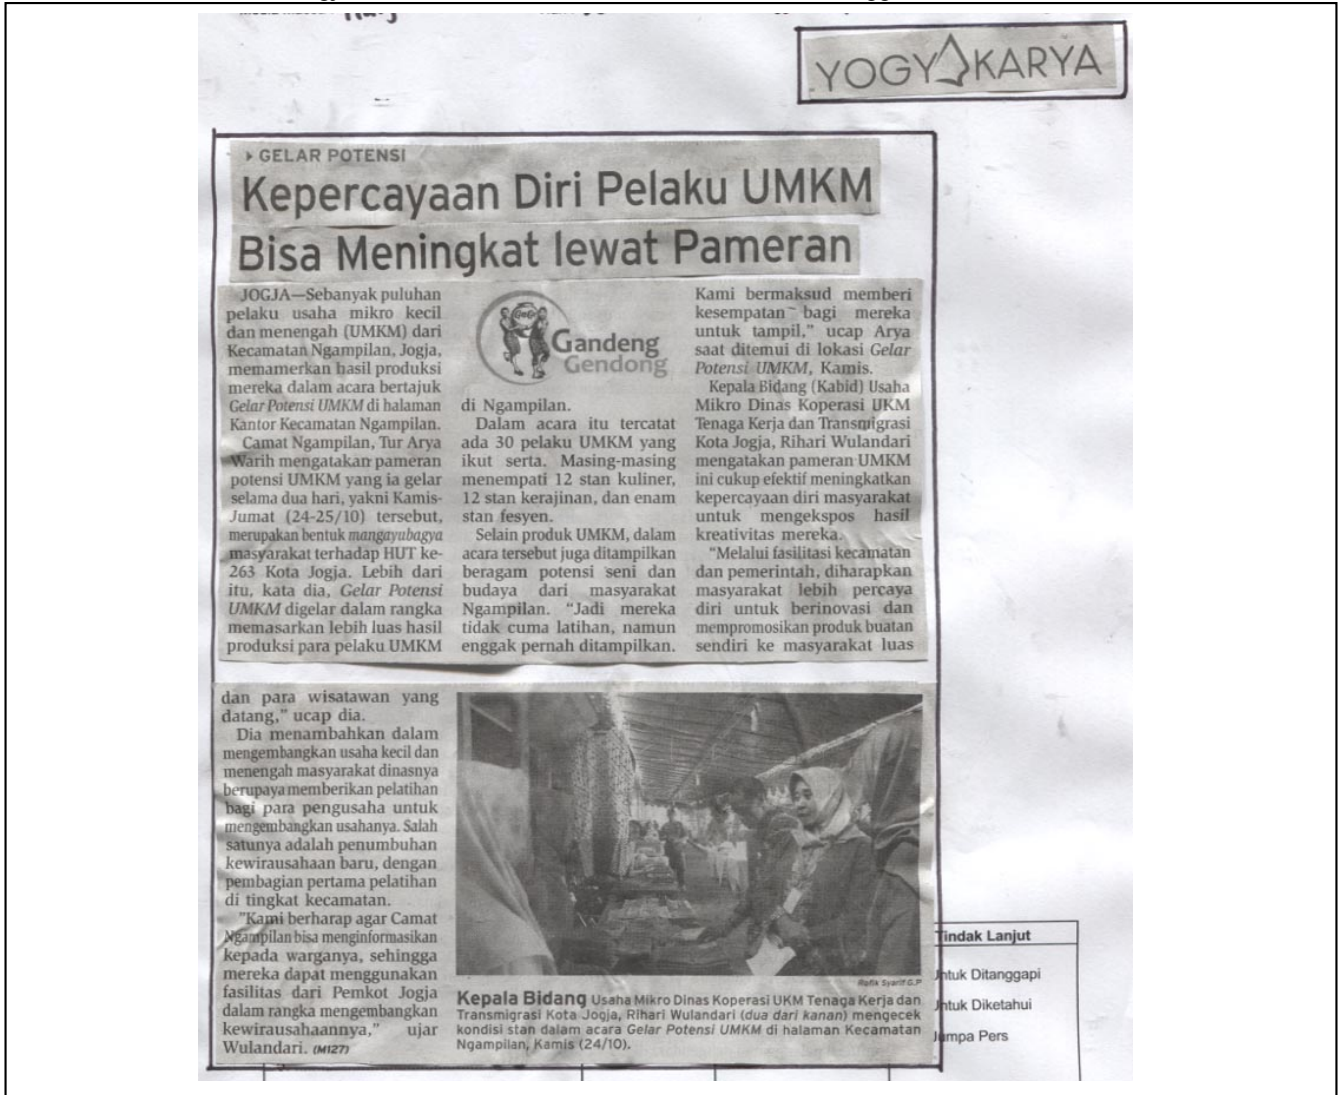 YOGYAKARYA
GELAR POTENSI
Kepercayaan Diri Pelaku UMKM
Bisa Meningkat lewat Pameran
JOGJA—Sebanyak puluhan
pelaku usaha mikro kecil
dan menengah (UMKM) dari
Kecamatan Ngampilan, Jogja,
memamerkan hasil produksi
mereka dalam acara bertajuk
Gelar Potensi UMKM di halaman
Kantor Kecamatan Ngampilan.
Camat Ngampilan, Tur Arya
Warih mengatakan pameran
potensi UMKM yang ia gelar
selama dua hari, yakni Kamis-
Jumat (24-25/10) tersebut,
merupakan bentuk mangayubagya
masyarakat terhadap HUT ke-
263 Kota Jogja. Lebih dari
itu, kata dia, Gelar Potensi
UMKM digelar dalam rangka
memasarkan lebih luas hasil
produksi para pelaku UMKM
GaGe
Gandeng
Gendong
di Ngampilan.
Dalam acara itu tercatat
ada 30 pelaku UMKM yang
ikut serta. Masing-masing
menempati 12 stan kuliner,
12 stan kerajinan, dan enam
stan fesyen.
Selain produk UMKM, dalam
acara tersebut juga ditampilkan
beragam potensi seni dan
budaya dari masyarakat
Ngampilan. “Jadi mereka
tidak cuma latihan, namun
enggak pernah ditampilkan.
Kami bermaksud memberi
kesempatan bagi mereka
untuk tampil,” ucap Arya
saat ditemui di lokasi Gelar
Potensi UMKM, Kamis.
Kepala Bidang (Kabid) Usaha
Mikro Dinas Koperasi UKM
Tenaga Kerja dan Transmigrasi
Kota Jogja, Rihari Wulandari
mengatakan pameran UMKM
ini cukup efektif meningkatkan
kepercayaan diri masyarakat
untuk mengekspos hasil
kreativitas mereka.
“Melalui fasilitasi kecamatan
dan pemerintah, diharapkan
masyarakat lebih percaya
diri untuk berinovasi dan
mempromosikan produk buatan
sendiri ke masyarakat luas
dan para wisatawan yang
datang,” ucap dia.
Dia menambahkan dalam
mengembangkan usaha kecil dan
menengah masyarakat dinasnya
berupaya memberikan pelatihan
bagi para pengusaha untuk
mengembangkan usahanya. Salah
satunya adalah penumbuhan
kewirausahaan baru, dengan
pembagian pertama pelatihan
di tingkat kecamatan.
”Kami berharap agar Camat
Ngampilan bisa menginformasikan
kepada warganya, sehingga
mereka dapat menggunakan
fasilitas dari Pemkot Jogja
dalam rangka mengembangkan
kewirausahaannya,” ujar
Wulandari. (M127)
Rafik Syarif G.P
Kepala Bidang Usaha Mikro Dinas Koperasi UKM Tenaga Kerja dan
Transmigrasi Kota Jogja, Rihari Wulandari (dua dari kanan) mengecek
kondisi stan dalam acara Gelar Potensi UMKM di halaman Kecamatan
Ngampilan, Kamis (24/10).
Tindak Lanjut
Untuk Ditanggapi
Untuk Diketahui
Jumpa Pers